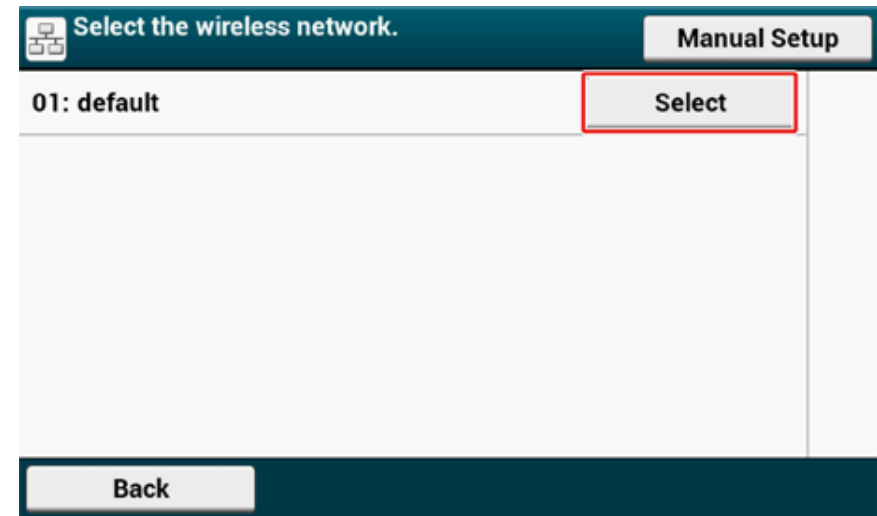 Select the wireless network.
Manual Setup
01: default
Select
Back